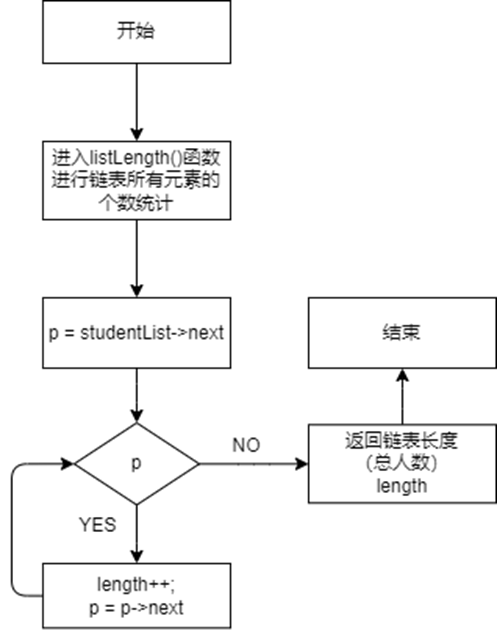 开始
进入listLength()函数
进行链表所有元素的
个数统计
p = studentList->next
结束
p
NO
返回链表长度
（总人数）
length
YES
length++;
p = p->next